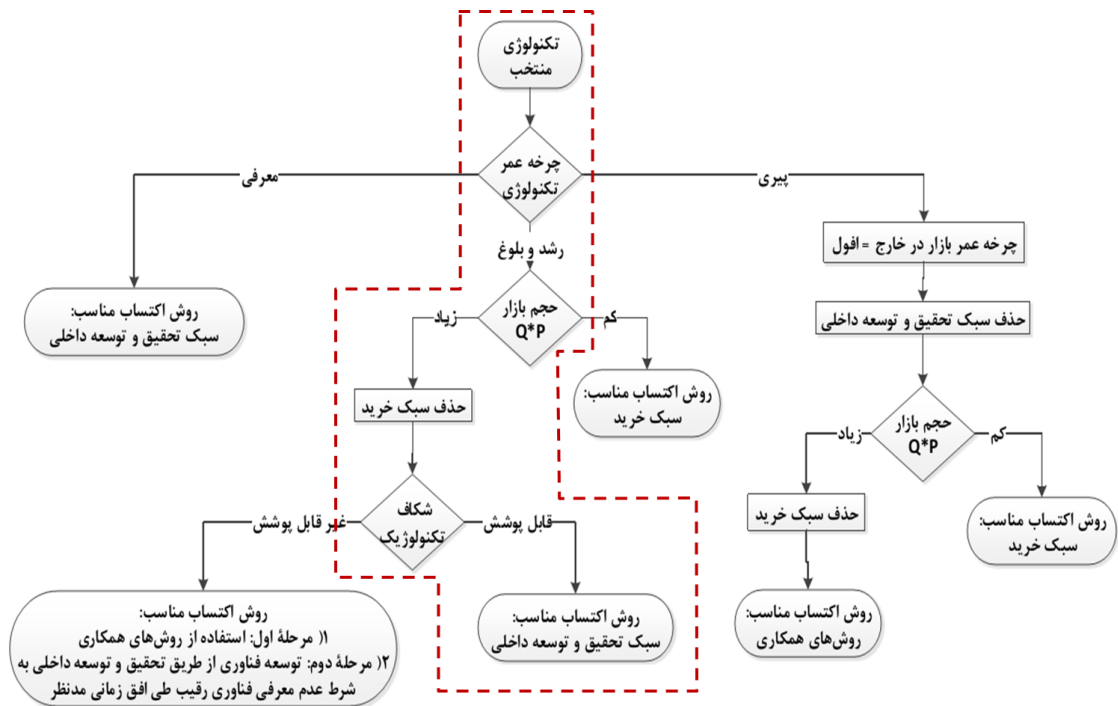 تکنولوژی
منتخب
چرخه عمر
تکنولوژی
معرفی
پیری
رشد و بلوغ
چرخه عمر بازار در خارج = افول
روش اکتساب مناسب:
سبک تحقیق و توسعه داخلی
حجم بازار
Q*P
زیاد
کم
حذف سبک تحقیق و توسعه داخلی
حذف سبک خرید
روش اکتساب مناسب:
سبک خرید
حجم بازار
Q*P
زیاد
کم
شکاف
تکنولوژیک
غیر قابل پوشش
قابل پوشش
حذف سبک خرید
روش اکتساب مناسب:
سبک خرید
روش اکتساب مناسب:
۱( مرحلهٔ اول: استفاده از روش‌های همکاری
۲( مرحلهٔ دوم: توسعه فناوری از طریق تحقیق و توسعه داخلی به
شرط عدم معرفی فناوری رقیب طی افق زمانی مدنظر
روش اکتساب مناسب:
سبک تحقیق و توسعه داخلی
روش اکتساب مناسب:
روش‌های همکاری